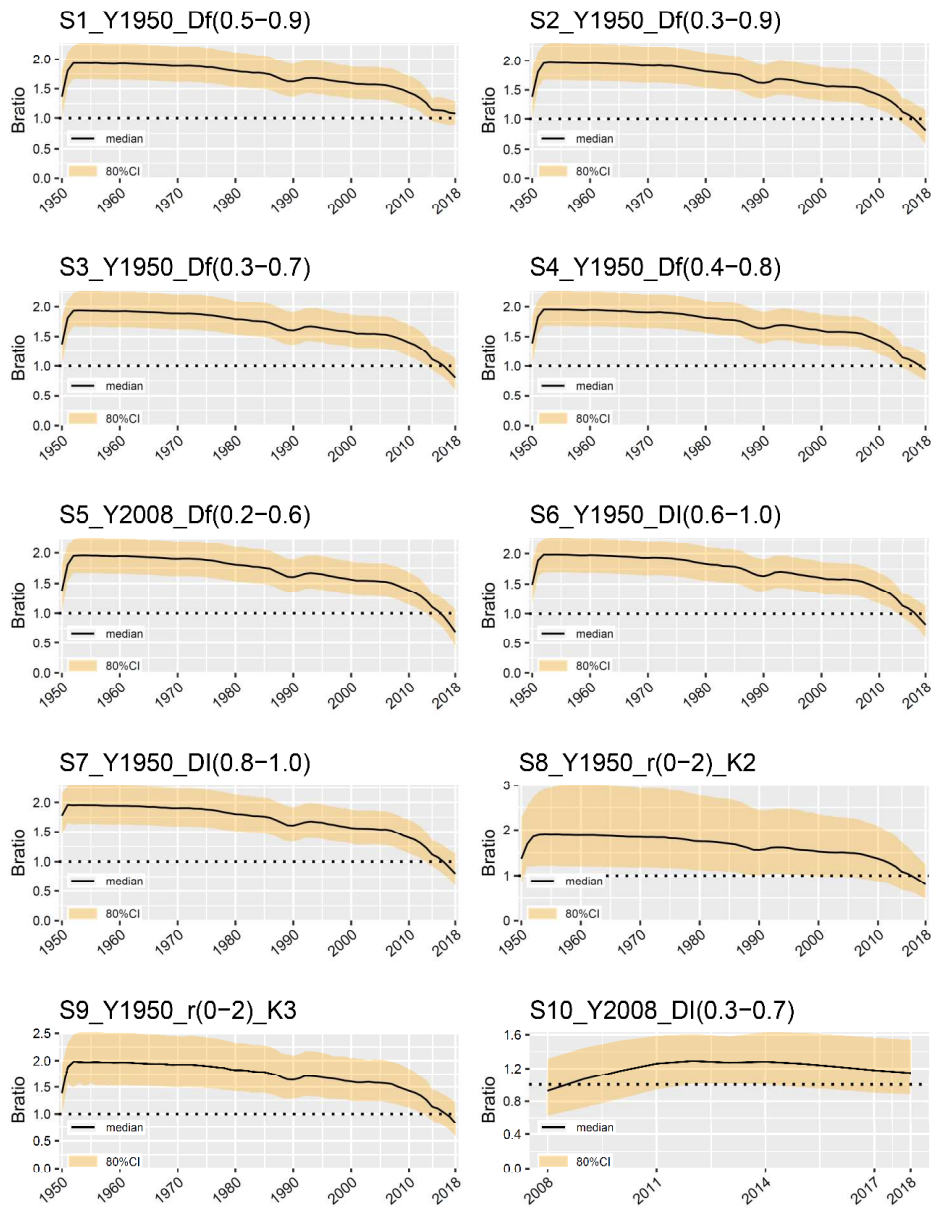 S1_Y1950_Df(0.5−0.9)
Bratio
2.0
1.5
1.0
0.5
0.0
median
80%CI
1950 1960 1970 1980 1990 2000 2010 2018
S2_Y1950_Df(0.3−0.9)
Bratio
2.0
1.5
1.0
0.5
0.0
median
80%CI
1950 1960 1970 1980 1990 2000 2010 2018
S3_Y1950_Df(0.3−0.7)
Bratio
2.0
1.5
1.0
0.5
0.0
median
80%CI
1950 1960 1970 1980 1990 2000 2010 2018
S4_Y1950_Df(0.4−0.8)
Bratio
2.0
1.5
1.0
0.5
0.0
median
80%CI
1950 1960 1970 1980 1990 2000 2010 2018
S5_Y2008_Df(0.2−0.6)
Bratio
2.0
1.5
1.0
0.5
0.0
median
80%CI
1950 1960 1970 1980 1990 2000 2010 2018
S6_Y1950_DI(0.6−1.0)
Bratio
2.0
1.5
1.0
0.5
0.0
median
80%CI
1950 1960 1970 1980 1990 2000 2010 2018
S7_Y1950_DI(0.8−1.0)
Bratio
2.0
1.5
1.0
0.5
0.0
median
80%CI
1950 1960 1970 1980 1990 2000 2010 2018
S8_Y1950_r(0−2)_K2
Bratio
3
2
1
0
median
80%CI
1950 1960 1970 1980 1990 2000 2010 2018
S9_Y1950_r(0−2)_K3
Bratio
2.5
2.0
1.5
1.0
0.5
0.0
median
80%CI
1950 1960 1970 1980 1990 2000 2010 2018
S10_Y2008_DI(0.3−0.7)
Bratio
1.6
1.2
0.8
0.4
0.0
median
80%CI
2008 2011 2014 2017 2018